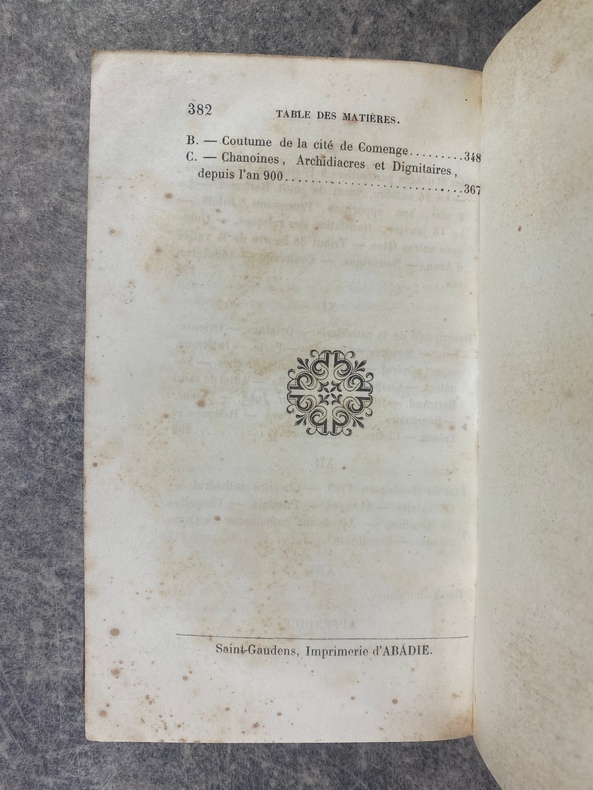 382 TABLE DES MATIÈRES.
B. — Coutume de la cité de Comenge.........348
C. — Chanoines, Archidiacres et Dignitaires,
depuis l'an 900..............................367
Saint-Gaudens, Imprimerie d'ABADIE.